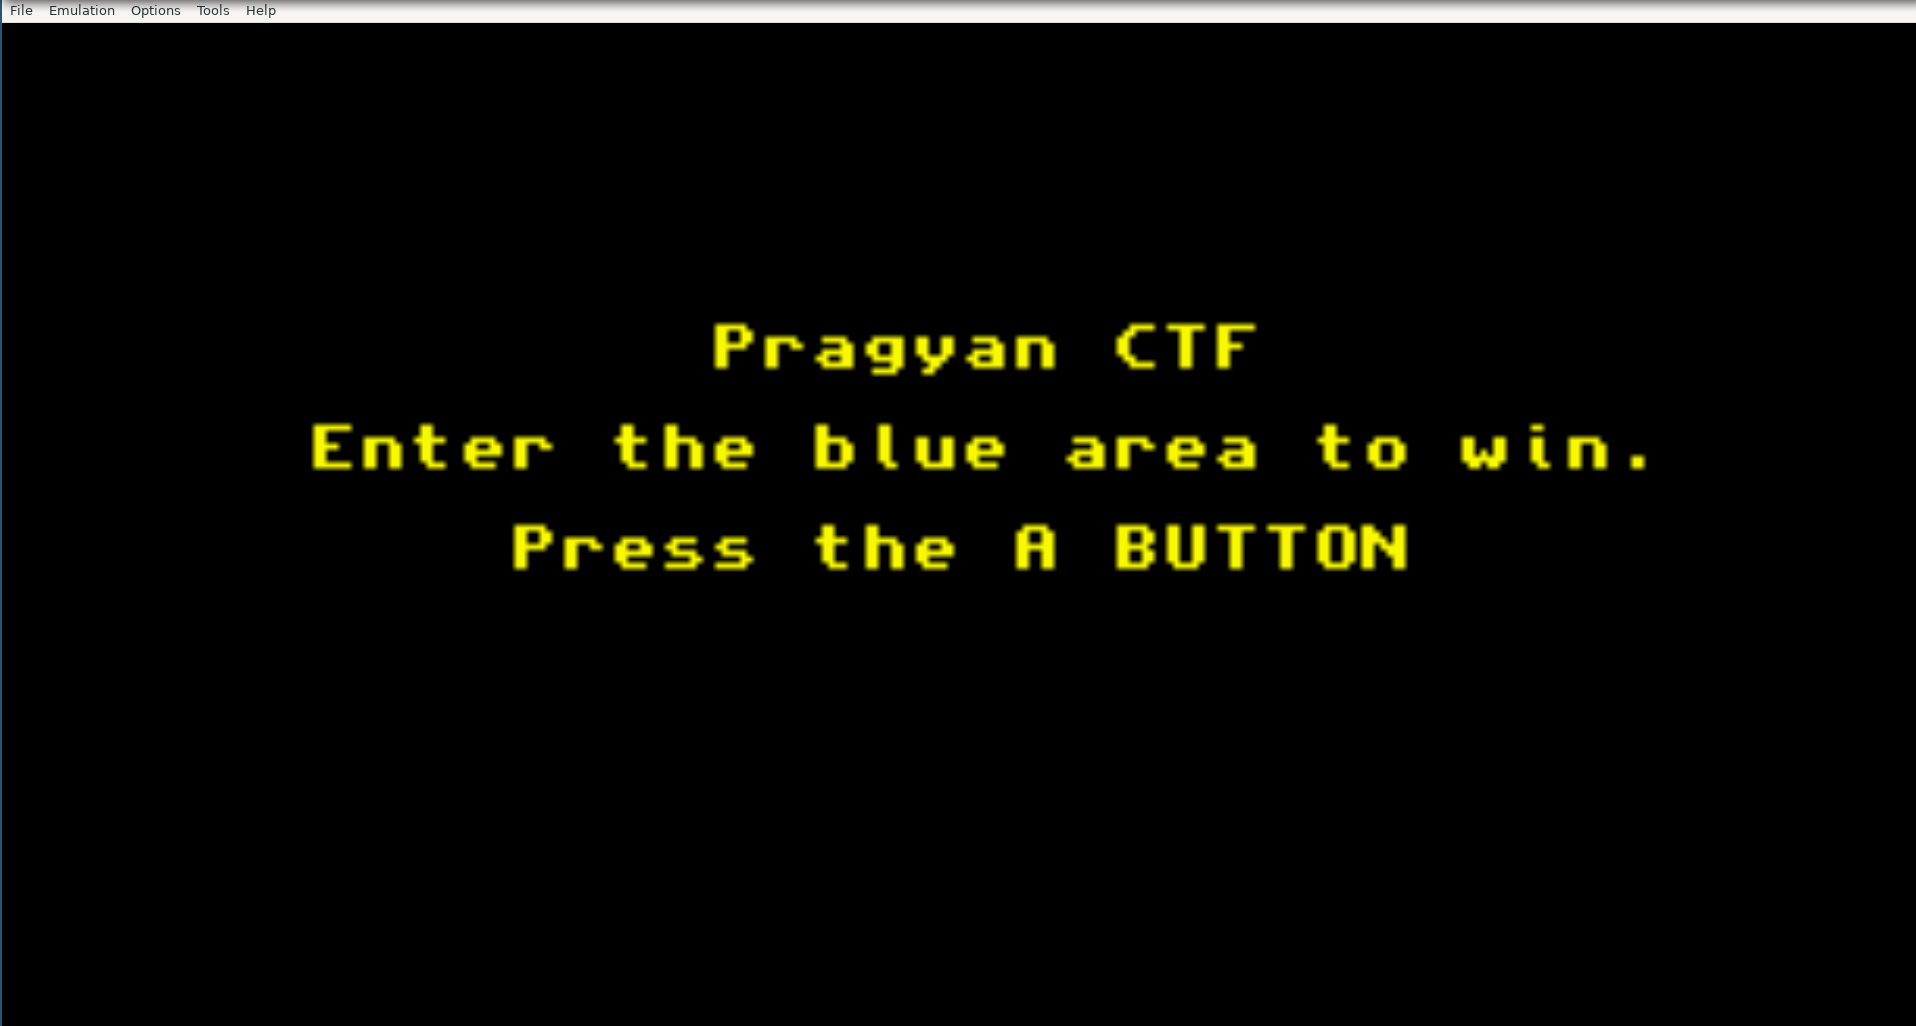 File Emulation Options Tools Help
Pragyan CTF
Enter the blue area to win.
Press the A BUTTON